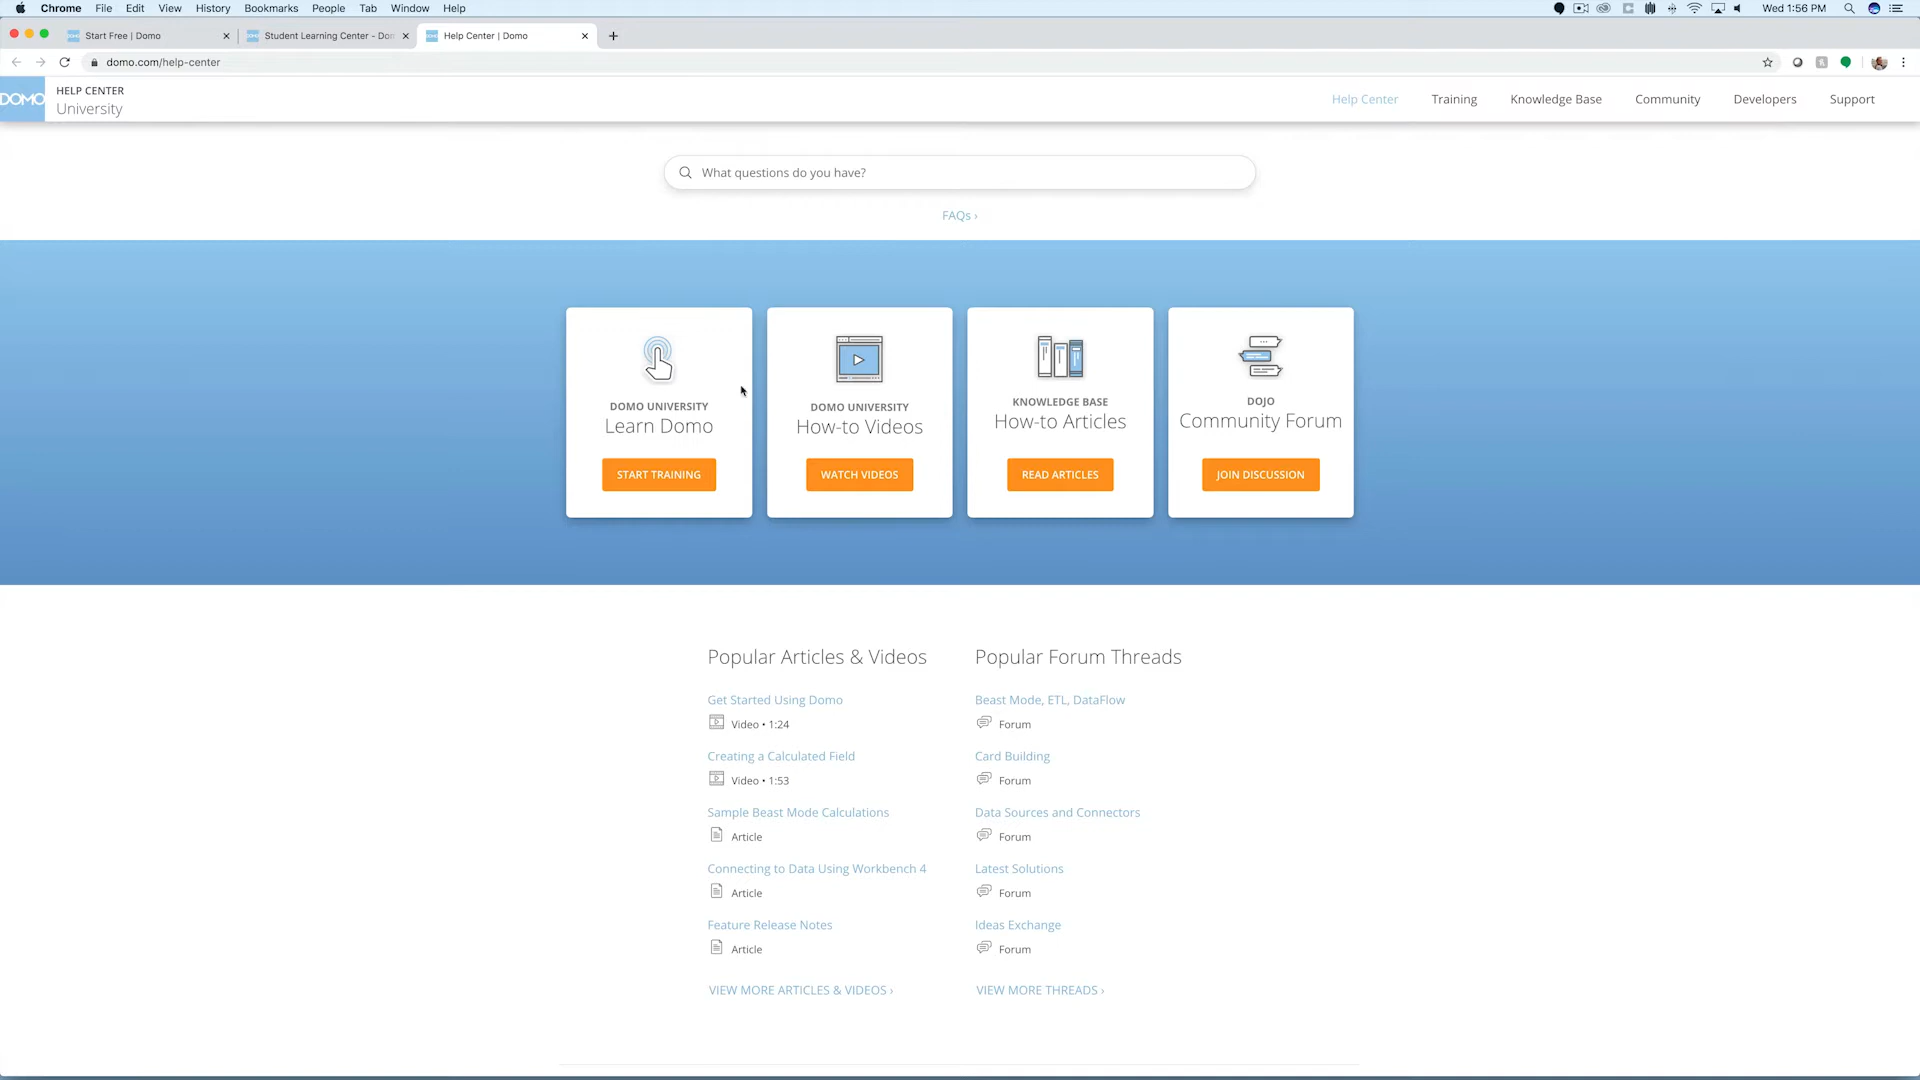 Chrome File Edit View History Bookmarks People Tab Window Help
Wed 1:56 PM
Start Free | Domo
Student Learning Center - Do
Help Center | Domo
domo.com/help-center
DOMO
HELP CENTER
University
Help Center
Training
Knowledge Base
Community
Developers
Support
What questions do you have?
FAQs ›
DOMO UNIVERSITY
Learn Domo
START TRAINING
DOMO UNIVERSITY
How-to Videos
WATCH VIDEOS
KNOWLEDGE BASE
How-to Articles
READ ARTICLES
DOJO
Community Forum
JOIN DISCUSSION
Popular Articles & Videos
Get Started Using Domo
Video • 1:24
Creating a Calculated Field
Video • 1:53
Sample Beast Mode Calculations
Article
Connecting to Data Using Workbench 4
Article
Feature Release Notes
Article
VIEW MORE ARTICLES & VIDEOS ›
Popular Forum Threads
Beast Mode, ETL, DataFlow
Forum
Card Building
Forum
Data Sources and Connectors
Forum
Latest Solutions
Forum
Ideas Exchange
Forum
VIEW MORE THREADS ›